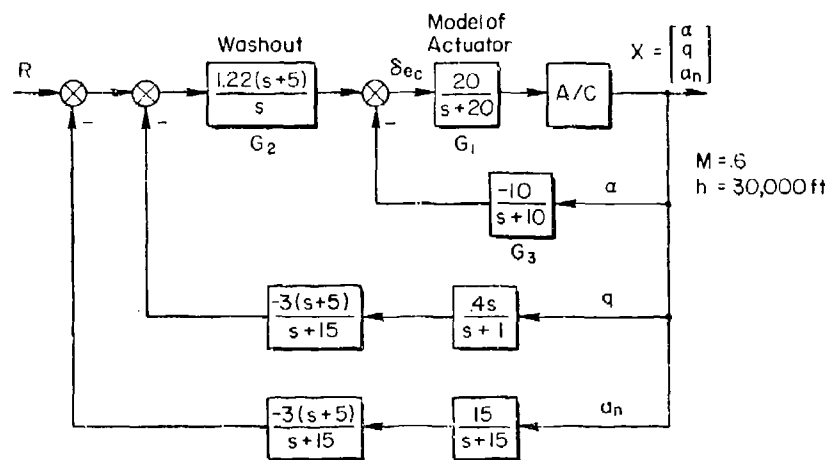 Model of
Actuator
Washout
R
1.22(s+5)
s
G2
δec
20
s+20
G1
A/C
X = [α q an]
M = .6
h = 30,000 ft
-10
s+10
G3
α
-3(s+5)
s+15
.4s
s+1
q
-3(s+5)
s+15
15
s+15
an